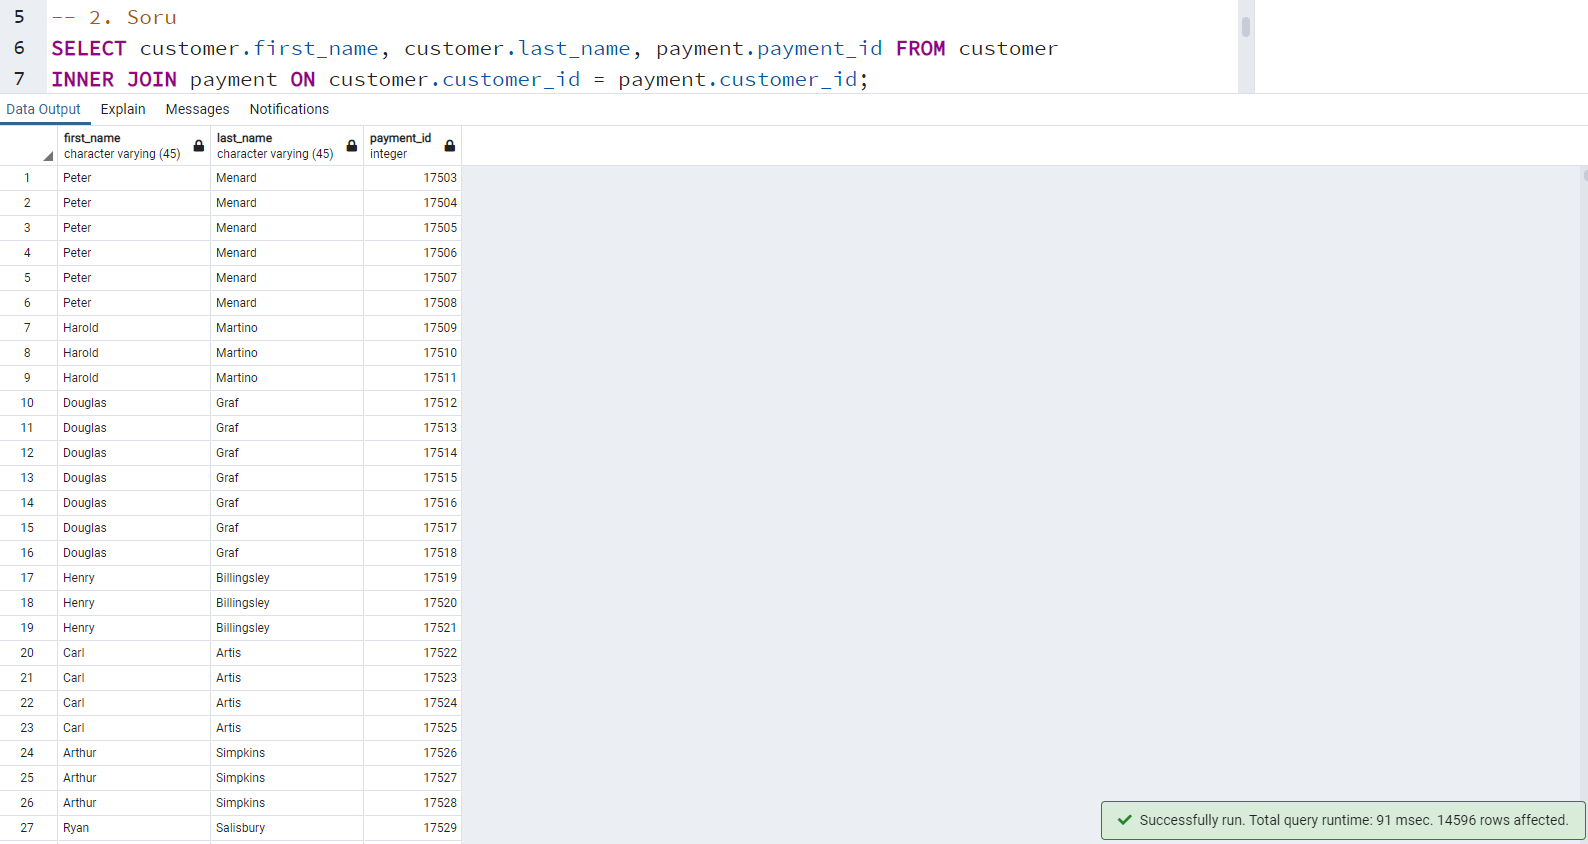 5 -- 2. Soru
6 SELECT customer.first_name, customer.last_name, payment.payment_id FROM customer
7 INNER JOIN payment ON customer.customer_id = payment.customer_id;
Data Output Explain Messages Notifications
first_name last_name payment_id
character varying (45) character varying (45) integer
1 Peter Menard 17503
2 Peter Menard 17504
3 Peter Menard 17505
4 Peter Menard 17506
5 Peter Menard 17507
6 Peter Menard 17508
7 Harold Martino 17509
8 Harold Martino 17510
9 Harold Martino 17511
10 Douglas Graf 17512
11 Douglas Graf 17513
12 Douglas Graf 17514
13 Douglas Graf 17515
14 Douglas Graf 17516
15 Douglas Graf 17517
16 Douglas Graf 17518
17 Henry Billingsley 17519
18 Henry Billingsley 17520
19 Henry Billingsley 17521
20 Carl Artis 17522
21 Carl Artis 17523
22 Carl Artis 17524
23 Carl Artis 17525
24 Arthur Simpkins 17526
25 Arthur Simpkins 17527
26 Arthur Simpkins 17528
27 Ryan Salisbury 17529
Successfully run. Total query runtime: 91 msec. 14596 rows affected.